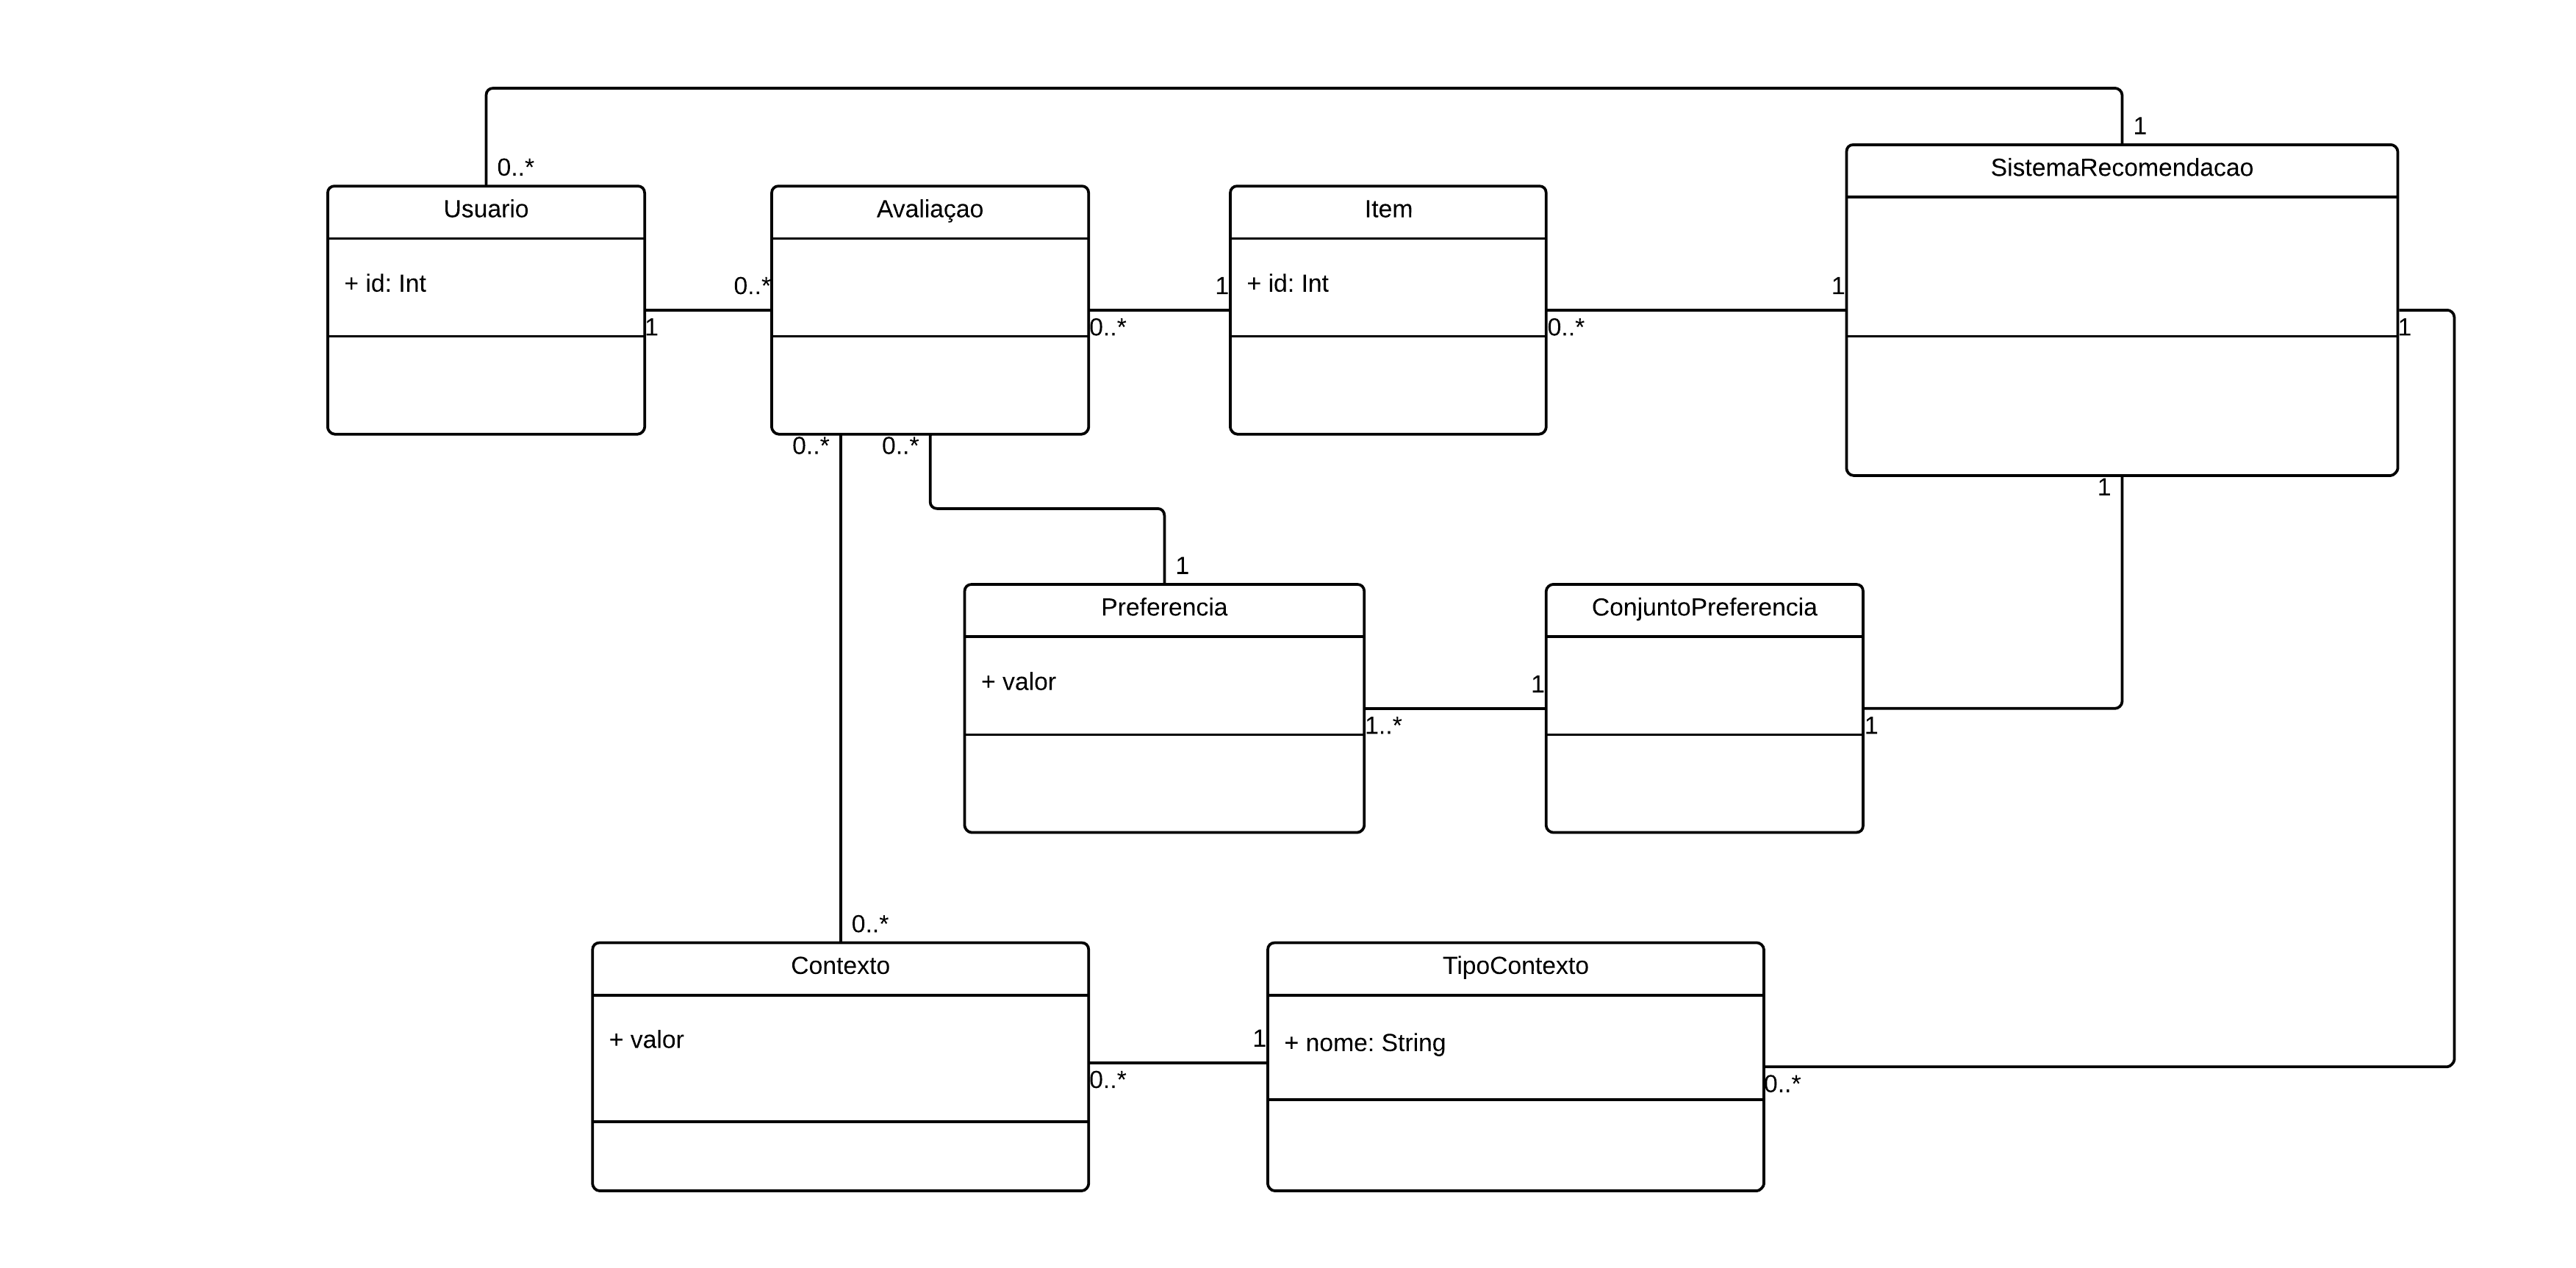 1
0..*
SistemaRecomendacao
Usuario
Avaliaçao
Item
+ id: Int
0..*
1
+ id: Int
1
1
0..*
0..*
1
0..*
0..*
1
1
Preferencia
ConjuntoPreferencia
+ valor
1
1..*
1
0..*
Contexto
TipoContexto
+ valor
1
+ nome: String
0..*
0..*